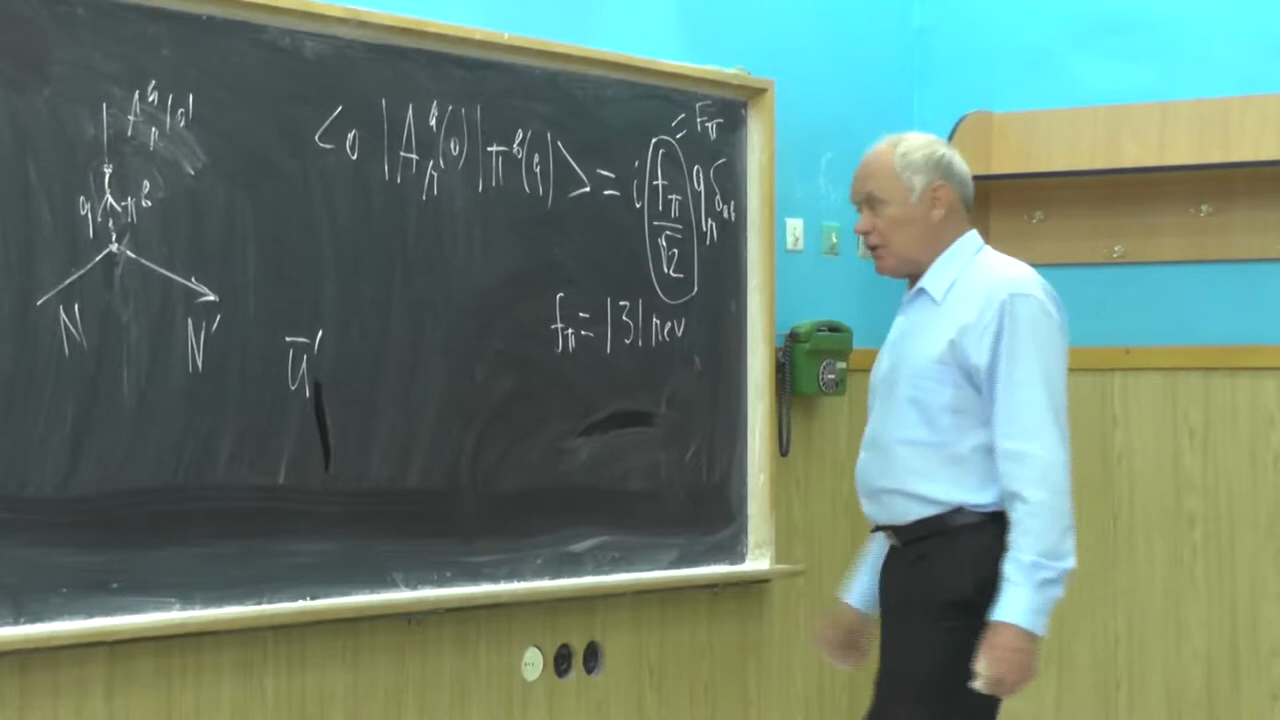 A^a_μ(0)
q π^b
N N'
<0|A^a_μ(0)|π^b(q)> = i (f_π/√2) q_μ δ_ab
= F_π
f_π = 131 MeV
ū'